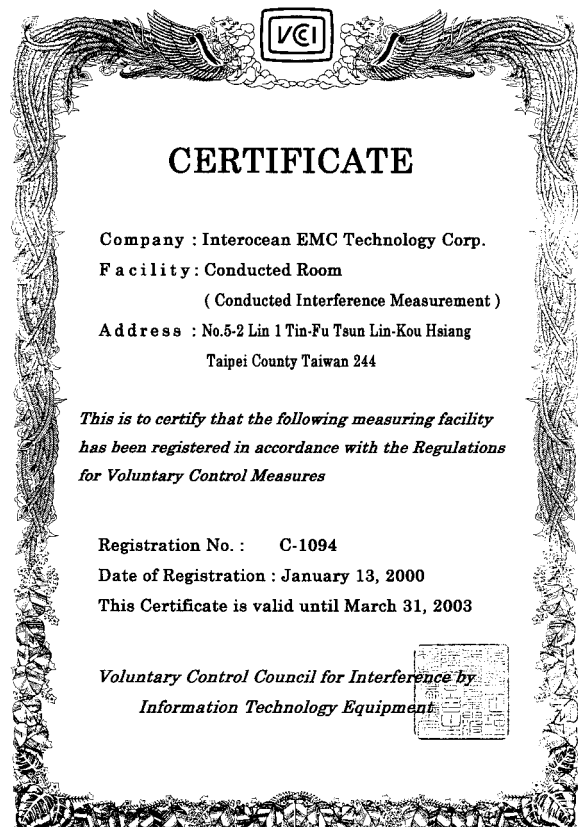 VCCI
CERTIFICATE
Company : Interocean EMC Technology Corp.
Facility : Conducted Room
( Conducted Interference Measurement )
Address : No.5-2 Lin 1 Tin-Fu Tsun Lin-Kou Hsiang
Taipei County Taiwan 244
This is to certify that the following measuring facility
has been registered in accordance with the Regulations
for Voluntary Control Measures
Registration No. : C-1094
Date of Registration : January 13, 2000
This Certificate is valid until March 31, 2003
Voluntary Control Council for Interference by
Information Technology Equipment